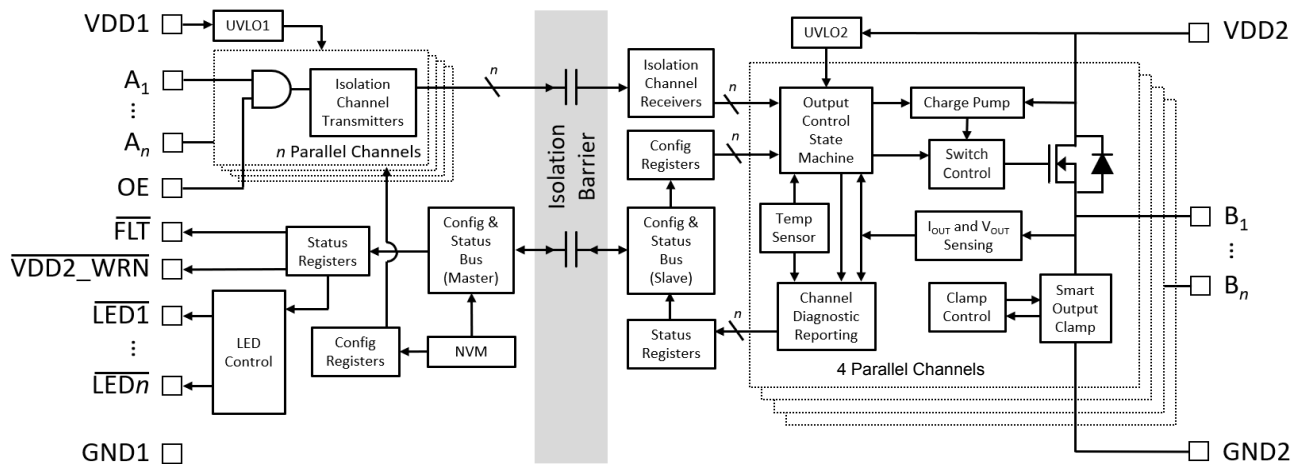 VDD1
UVLO1
A1
⋮
An
OE
Isolation
Channel
Transmitters
n Parallel Channels
n
FLT
VDD2_WRN
LED1
⋮
LEDn
GND1
Status
Registers
LED
Control
Config
Registers
Config &
Status
Bus
(Master)
NVM
Isolation
Barrier
Isolation
Channel
Receivers
n
Config
Registers
n
Config &
Status
Bus
(Slave)
Status
Registers
n
UVLO2
Output
Control
State
Machine
Charge Pump
Switch
Control
Temp
Sensor
IOUT and VOUT
Sensing
Channel
Diagnostic
Reporting
Clamp
Control
Smart
Output
Clamp
4 Parallel Channels
VDD2
B1
⋮
Bn
GND2